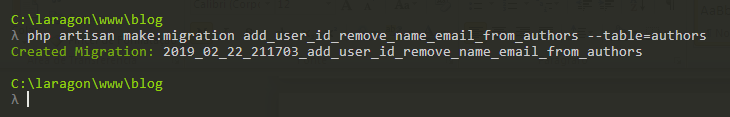 C:\laragon\www\blog
λ php artisan make:migration add_user_id_remove_name_email_from_authors --table=authors
Created Migration: 2019_02_22_211703_add_user_id_remove_name_email_from_authors
C:\laragon\www\blog
λ